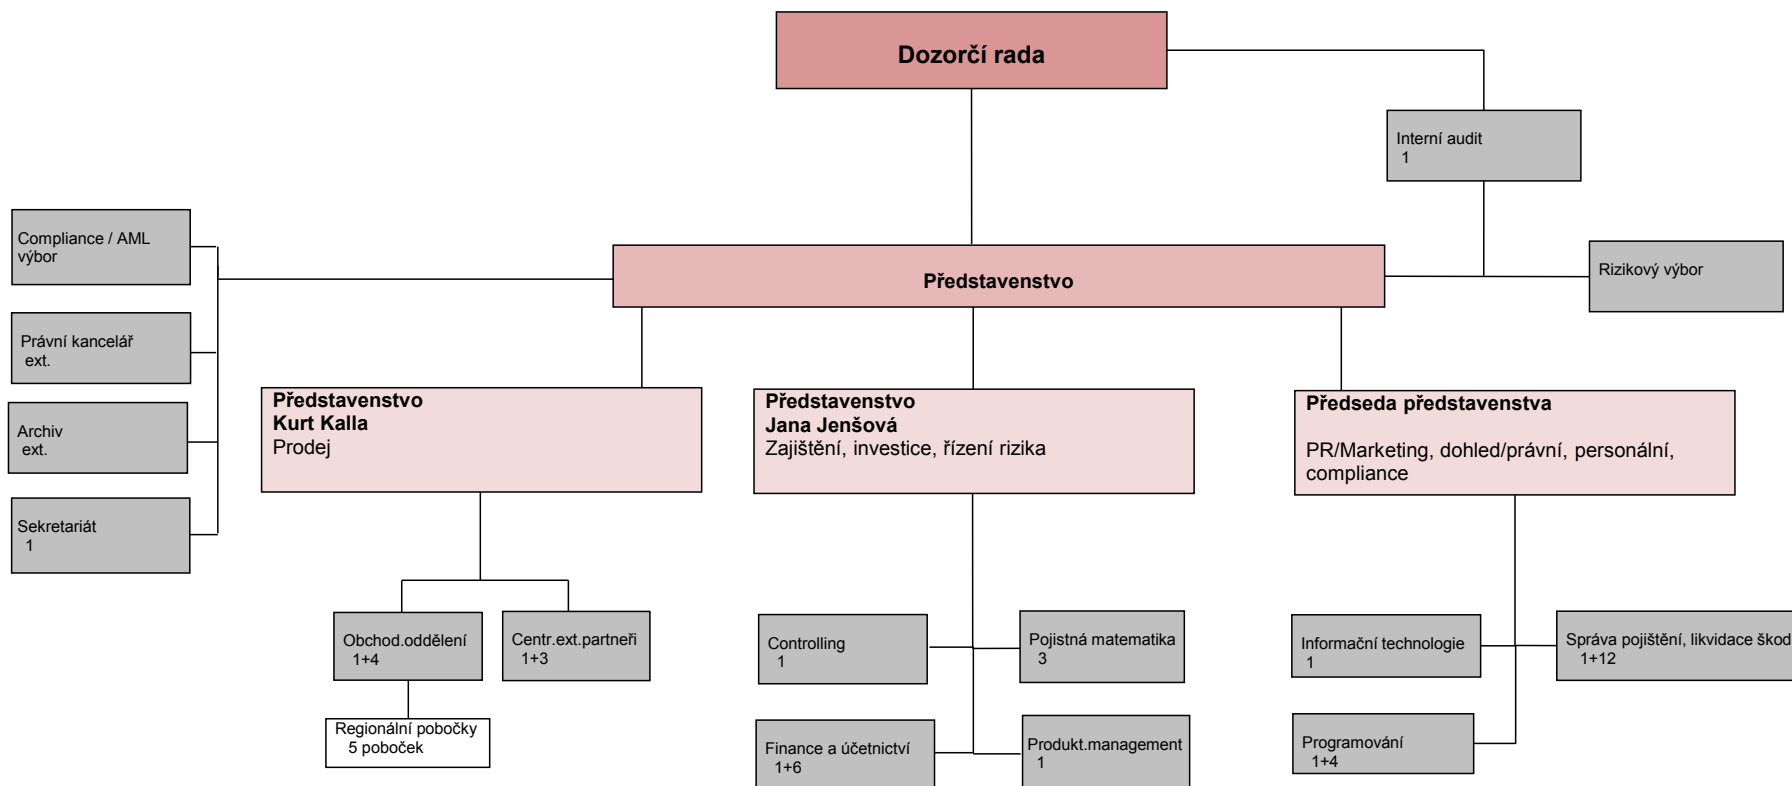 Dozorčí rada
Interní audit
1
Compliance / AML
výbor
Představenstvo
Rizikový výbor
Právní kancelář
ext.
Archiv
ext.
Sekretariát
1
Představenstvo
Kurt Kalla
Prodej
Představenstvo
Jana Jenšová
Zajištění, investice, řízení rizika
Předseda představenstva
PR/Marketing, dohled/právní, personální,
compliance
Obchod.oddělení
1+4
Centr.ext.partneři
1+3
Regionální pobočky
5 poboček
Controlling
1
Pojistná matematika
3
Finance a účetnictví
1+6
Produkt.management
1
Informační technologie
1
Správa pojištění, likvidace škod
1+12
Programování
1+4